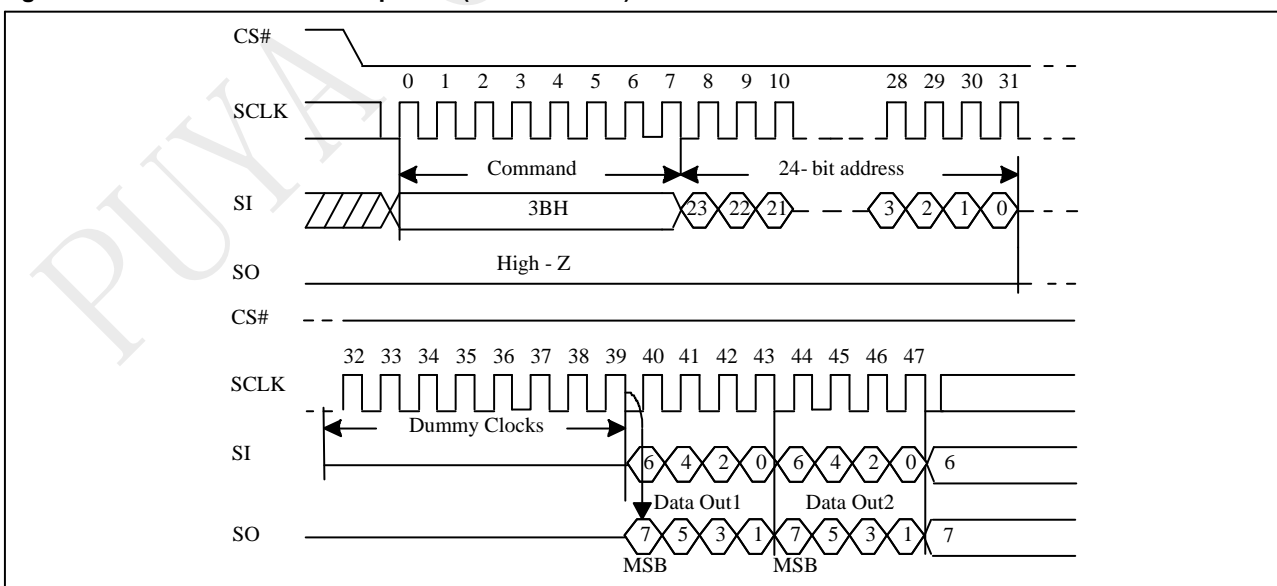 PUYA
CS#
0 1 2 3 4 5 6 7 8 9 10 28 29 30 31
SCLK
Command 24- bit address
SI 3BH 23 22 21 3 2 1 0
SO High - Z
CS#
32 33 34 35 36 37 38 39 40 41 42 43 44 45 46 47
SCLK
Dummy Clocks
SI 6 4 2 0 6 4 2 0 6
Data Out1 Data Out2
SO 7 5 3 1 7 5 3 1 7
MSB MSB